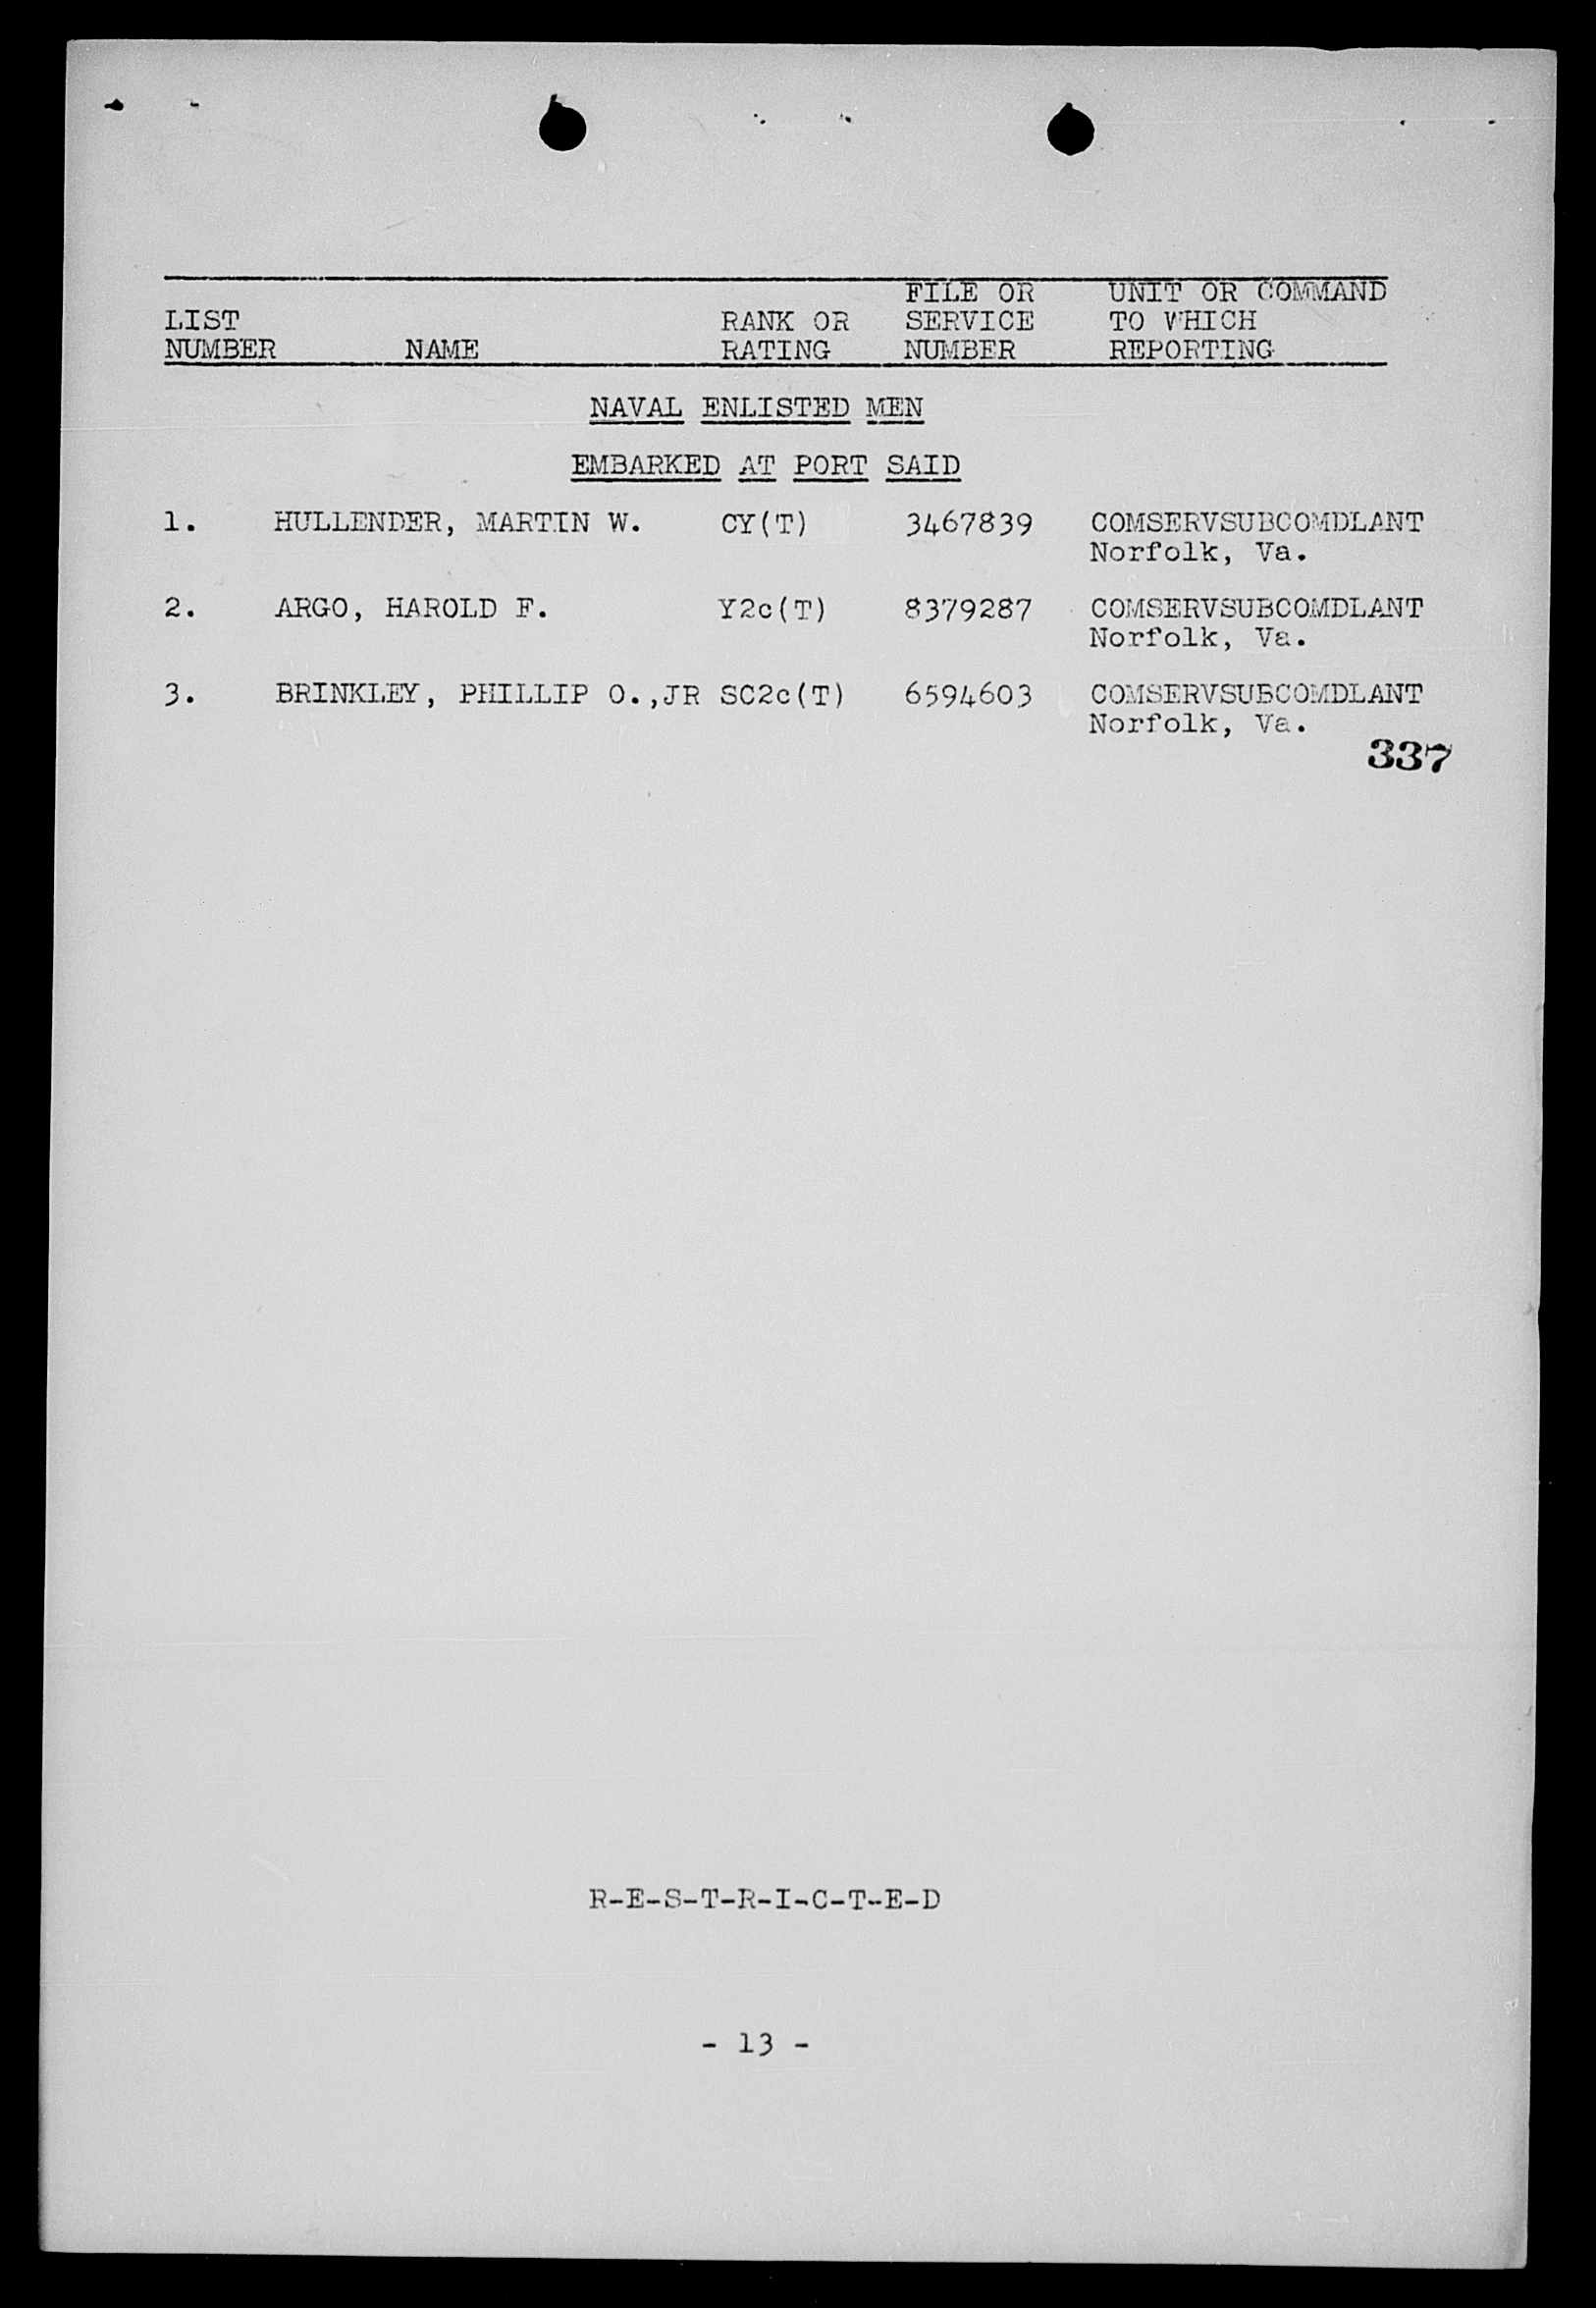 LIST NUMBER NAME RANK OR RATING FILE OR SERVICE NUMBER UNIT OR COMMAND TO WHICH REPORTING
NAVAL ENLISTED MEN
EMBARKED AT PORT SAID
1. HULLENDER, MARTIN W. CY(T) 3467839 COMSERVSUBCOMDLANT
Norfolk, Va.
2. ARGO, HAROLD F. Y2c(T) 8379287 COMSERVSUBCOMDLANT
Norfolk, Va.
3. BRINKLEY, PHILLIP O.,JR SC2c(T) 6594603 COMSERVSUBCOMDLANT
Norfolk, Va.
337
R-E-S-T-R-I-C-T-E-D
- 13 -